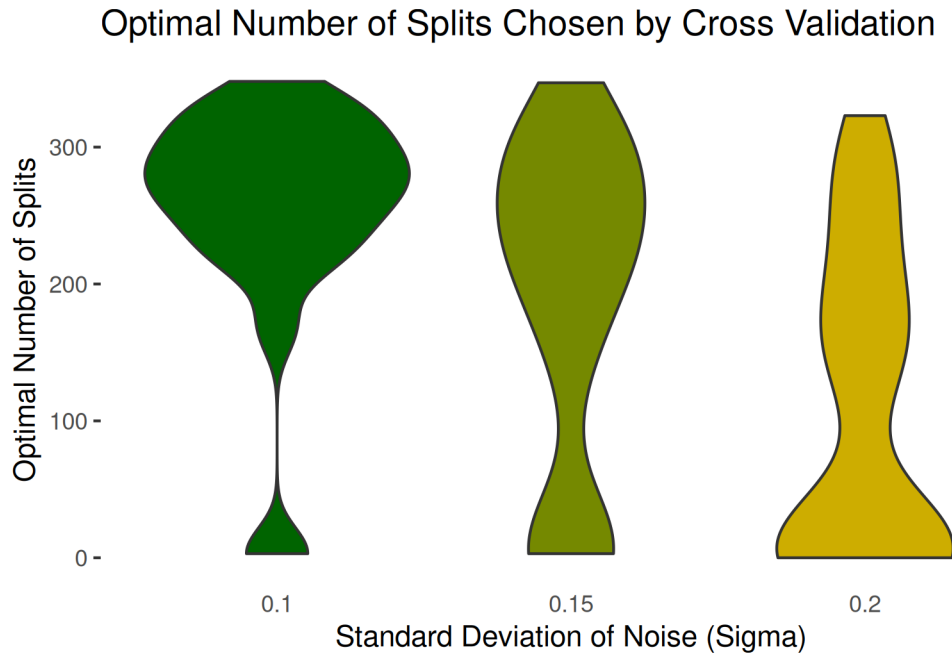 Optimal Number of Splits Chosen by Cross Validation
Optimal Number of Splits
300
200
100
0
0.1
0.15
0.2
Standard Deviation of Noise (Sigma)